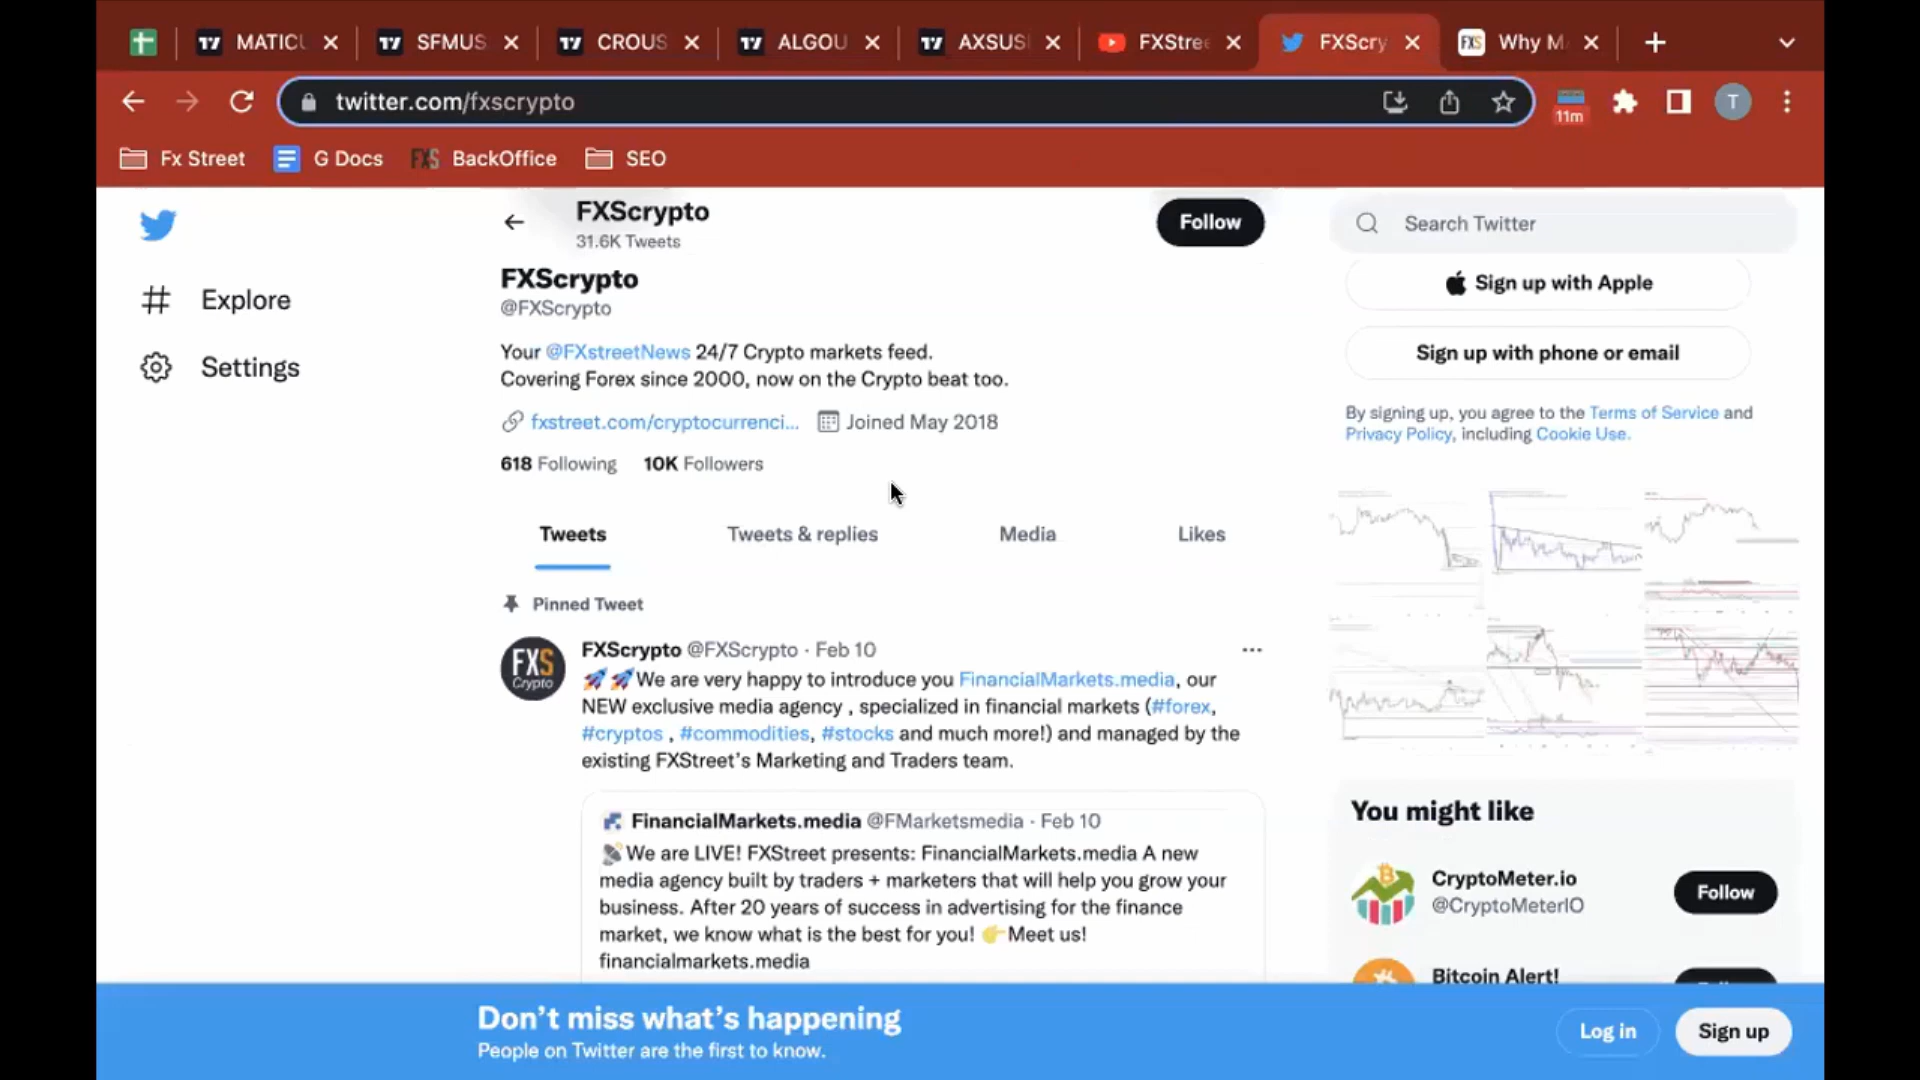 MATICU
SFMUS
CROUS
ALGOU
AXSUSI
FXStre
FXScry
FXS
Why M
twitter.com/fxscrypto
11m
T
Fx Street
G Docs
FXS
BackOffice
SEO
FXScrypto
31.6K Tweets
Follow
Search Twitter
Explore
Settings
FXScrypto
@FXScrypto
Your @FXstreetNews 24/7 Crypto markets feed.
Covering Forex since 2000, now on the Crypto beat too.
fxstreet.com/cryptocurrenci...
Joined May 2018
618 Following
10K Followers
Sign up with Apple
Sign up with phone or email
By signing up, you agree to the Terms of Service and
Privacy Policy, including Cookie Use.
Tweets
Tweets & replies
Media
Likes
Pinned Tweet
FXS
Crypto
FXScrypto @FXScrypto · Feb 10
🚀🚀We are very happy to introduce you FinancialMarkets.media, our
NEW exclusive media agency , specialized in financial markets (#forex,
#cryptos , #commodities, #stocks and much more!) and managed by the
existing FXStreet's Marketing and Traders team.
FinancialMarkets.media @FMarketsmedia · Feb 10
📡We are LIVE! FXStreet presents: FinancialMarkets.media A new
media agency built by traders + marketers that will help you grow your
business. After 20 years of success in advertising for the finance
market, we know what is the best for you! 👉Meet us!
financialmarkets.media
You might like
CryptoMeter.io
@CryptoMeterIO
Follow
Bitcoin Alert!
Don't miss what's happening
People on Twitter are the first to know.
Log in
Sign up